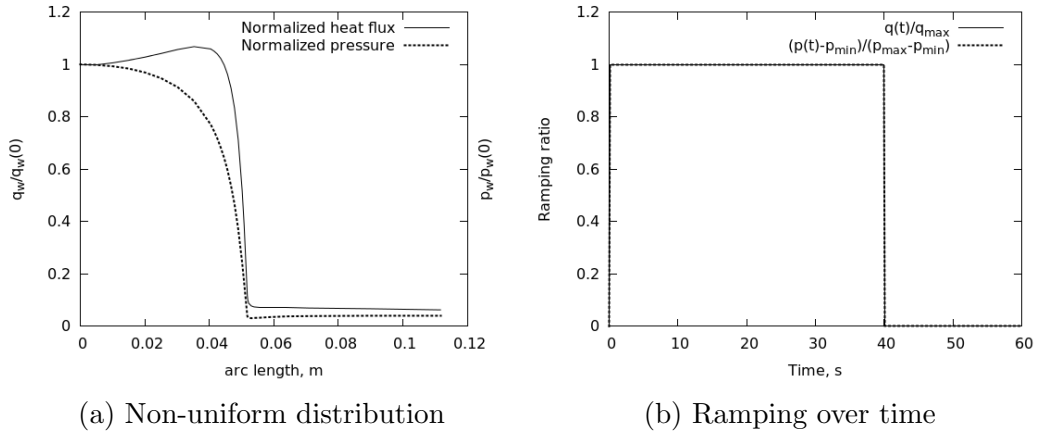 Normalized heat flux
Normalized pressure
1.2
1
0.8
0.6
0.4
0.2
0
q_w/q_w(0)
p_w/p_w(0)
0 0.02 0.04 0.06 0.08 0.1 0.12
arc length, m
(a) Non-uniform distribution
q(t)/q_max
(p(t)-p_min)/(p_max-p_min)
1.2
1
0.8
0.6
0.4
0.2
0
Ramping ratio
0 10 20 30 40 50 60
Time, s
(b) Ramping over time